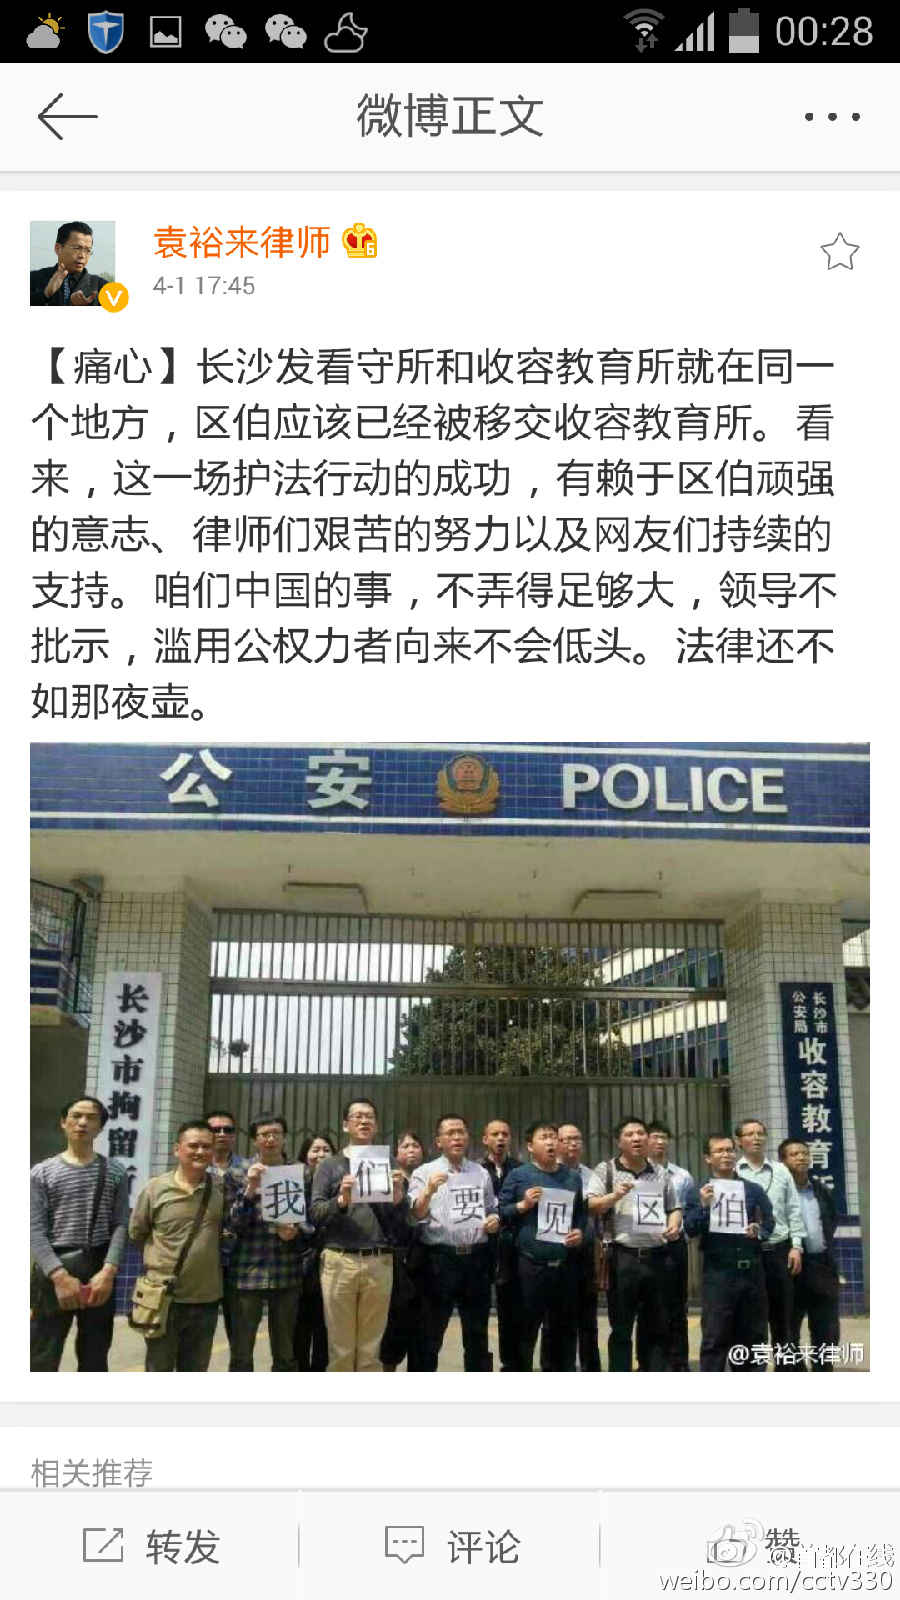 00:28
微博正文
袁裕来律师
6
4-1 17:45
【痛心】长沙发看守所和收容教育所就在同一
个地方，区伯应该已经被移交收容教育所。看
来，这一场护法行动的成功，有赖于区伯顽强
的意志、律师们艰苦的努力以及网友们持续的
支持。咱们中国的事，不弄得足够大，领导不
批示，滥用公权力者向来不会低头。法律还不
如那夜壶。
公安 POLICE
长沙市拘留
长沙市
公安局
收容教育所
我们要见区伯
@袁裕来律师
相关推荐
转发
评论
赞
@首都在线
weibo.com/cctv330